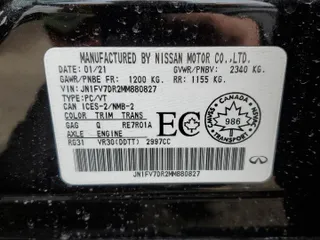 MANUFACTURED BY NISSAN MOTOR CO.,LTD.
DATE: 01/21 GVWR/PNBV: 2340 KG.
GAWR/PNBE FR: 1200 KG. RR: 1155 KG.
VIN: JN1FV7DR2MM880827
TYPE: PC/VT
CAN ICES-2/NMB-2
COLOR TRIM TRANS
GAQ Q RE7R01A
AXLE ENGINE
RG31 VR30(DDTT) 2997CC
EC
CANADA
986
JN1FV7DR2MM880827